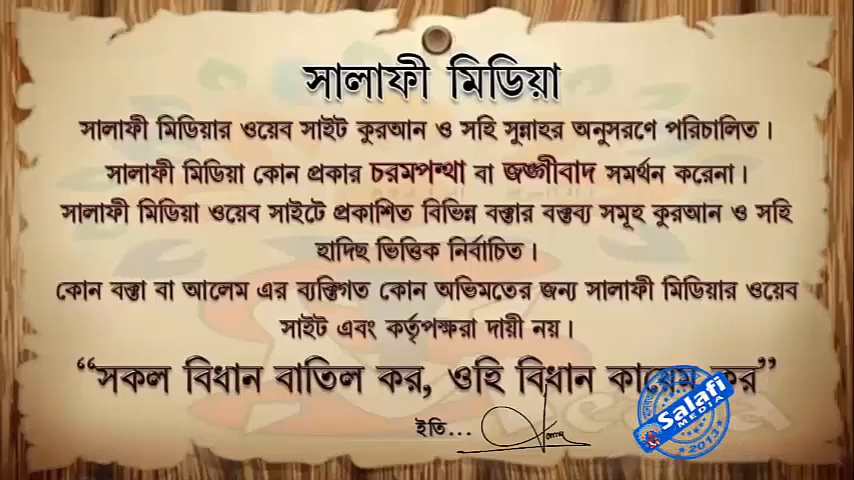 সালাফী মিডিয়া
সালাফী মিডিয়ার ওয়েব সাইট কুরআন ও সহি সুন্নাহর অনুসরণে পরিচালিত।
সালাফী মিডিয়া কোন প্রকার চরমপন্থা বা জঙ্গীবাদ সমর্থন করেনা।
সালাফী মিডিয়া ওয়েব সাইটে প্রকাশিত বিভিন্ন বক্তার বক্তব্য সমূহ কুরআন ও সহি
হাদিছ ভিত্তিক নির্বাচিত।
কোন বক্তা বা আলেম এর ব্যক্তিগত কোন অভিমতের জন্য সালাফী মিডিয়ার ওয়েব
সাইট এবং কর্তৃপক্ষরা দায়ী নয়।
“সকল বিধান বাতিল কর, ওহি বিধান কায়েম কর”
ইতি...
Salafi
MEDIA
2013